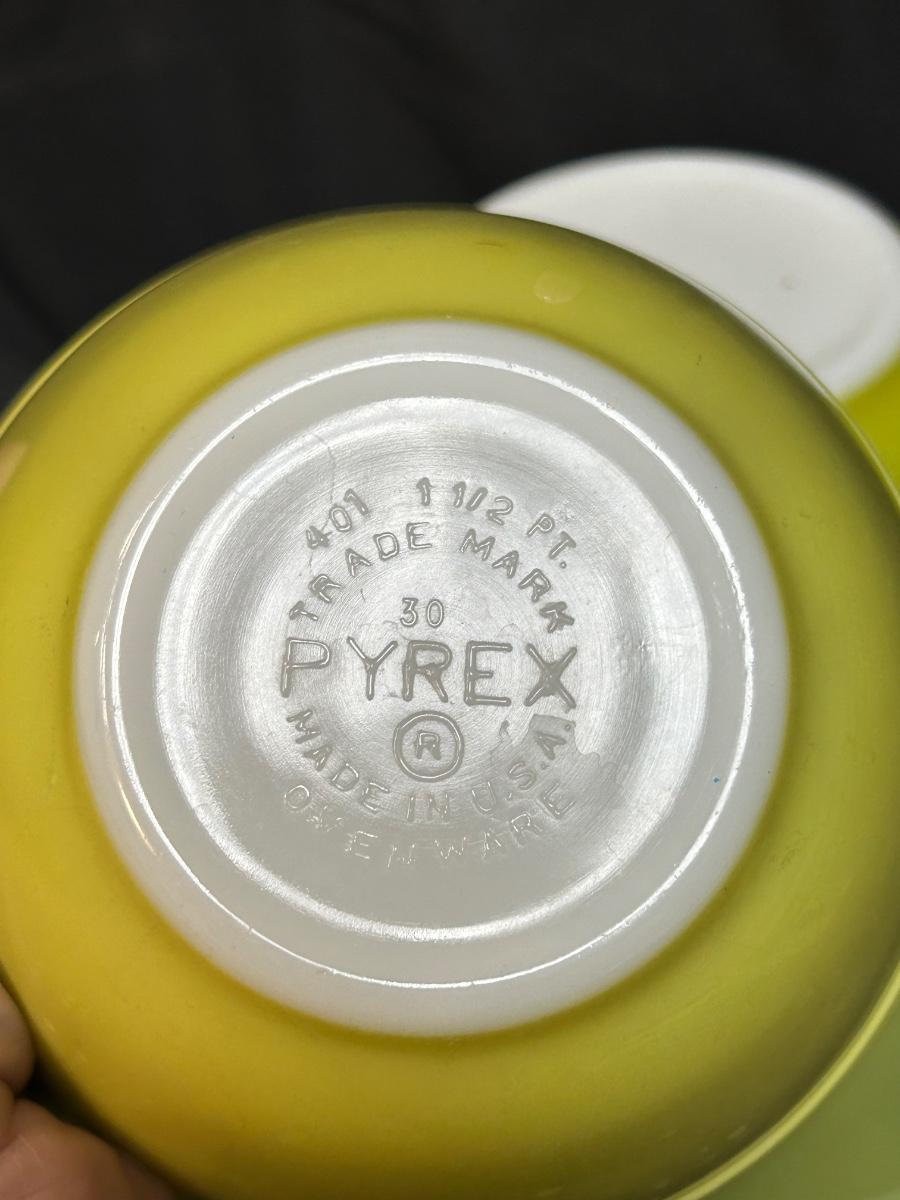 401 1 1/2 PT.
TRADE MARK
30
PYREX
®
MADE IN U.S.A.
OVENWARE